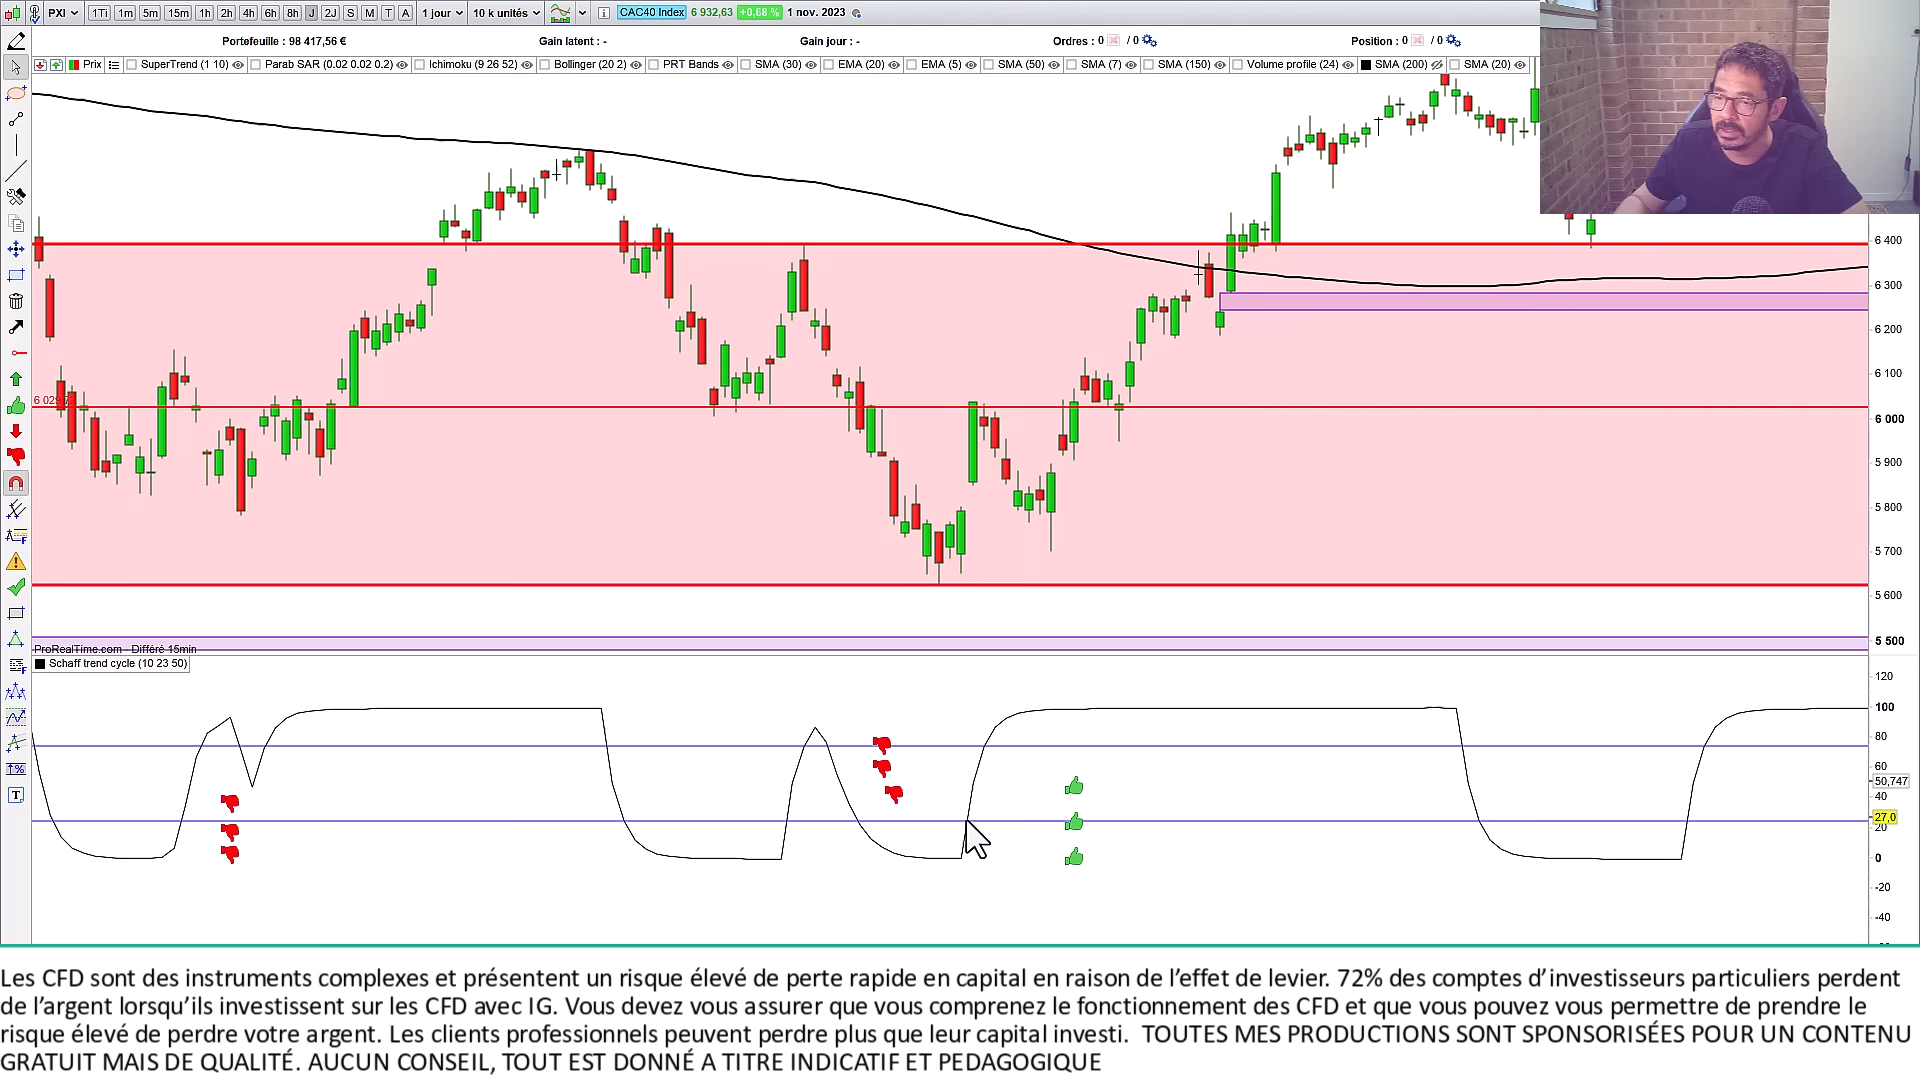 PXI 1Ti 1m 5m 15m 1h 2h 4h 6h 8h J 2J S M T A 1 jour 10 k unités CAC40 Index 6 932,63 +0,68 % 1 nov. 2023
Portefeuille : 98 417,56 € Gain latent : - Gain jour : - Ordres : 0 / 0 Position : 0 / 0
Prix SuperTrend (1 10) Parab SAR (0.02 0.02 0.2) Ichimoku (9 26 52) Bollinger (20 2) PRT Bands SMA (30) EMA (20) EMA (5) SMA (50) SMA (7) SMA (150) Volume profile (24) SMA (200) SMA (20)
6 400
6 300
6 200
6 100
6 029
6 000
5 900
5 800
5 700
5 600
5 500
ProRealTime.com - Différé 15min
Schaff trend cycle (10 23 50)
120
100
80
60
50,747
40
27,0
20
0
-20
-40
Les CFD sont des instruments complexes et présentent un risque élevé de perte rapide en capital en raison de l’effet de levier. 72% des comptes d’investisseurs particuliers perdent
de l’argent lorsqu’ils investissent sur les CFD avec IG. Vous devez vous assurer que vous comprenez le fonctionnement des CFD et que vous pouvez vous permettre de prendre le
risque élevé de perdre votre argent. Les clients professionnels peuvent perdre plus que leur capital investi. TOUTES MES PRODUCTIONS SONT SPONSORISÉES POUR UN CONTENU
GRATUIT MAIS DE QUALITÉ. AUCUN CONSEIL, TOUT EST DONNÉ A TITRE INDICATIF ET PEDAGOGIQUE